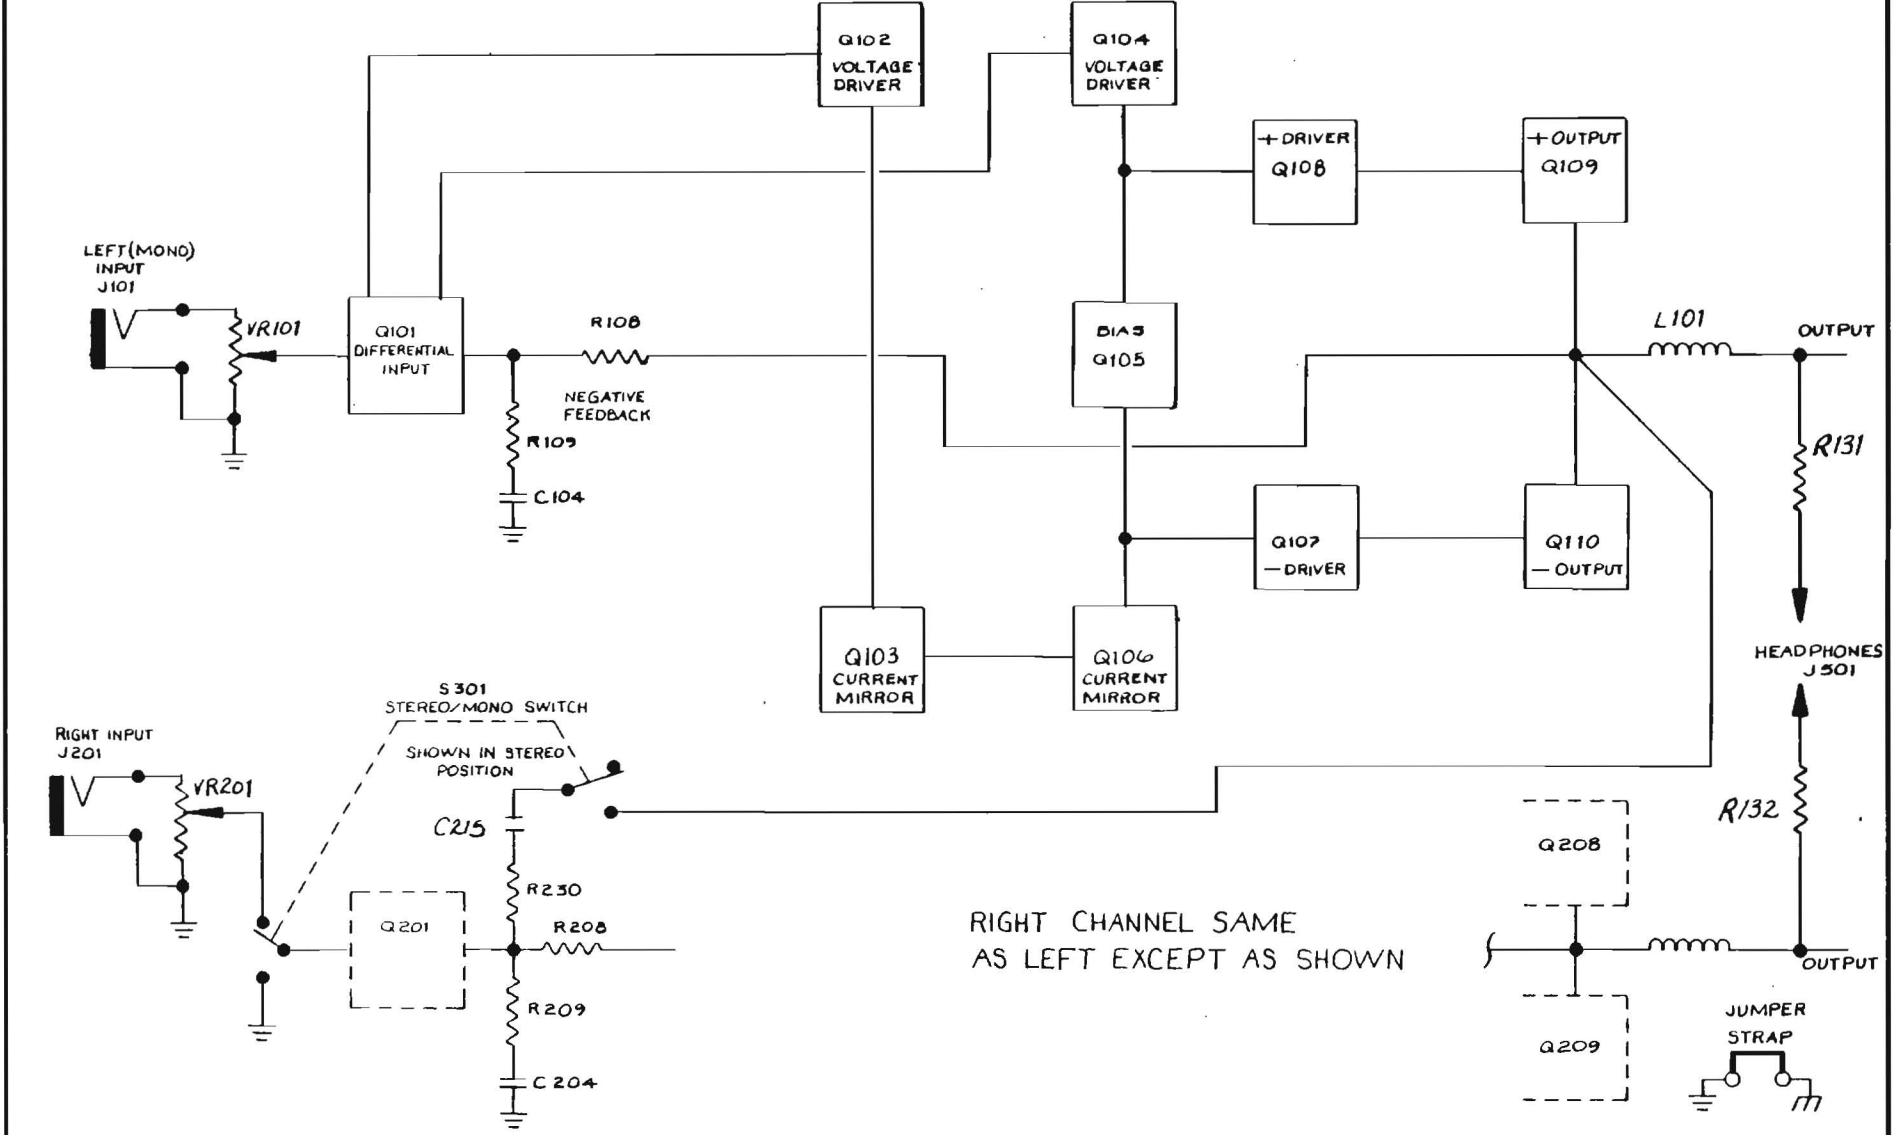 Q102
VOLTAGE
DRIVER
Q104
VOLTAGE
DRIVER
+DRIVER
Q108
+OUTPUT
Q109
LEFT(MONO)
INPUT
J101
VR101
Q101
DIFFERENTIAL
INPUT
R108
NEGATIVE
FEEDBACK
R109
C104
BIAS
Q105
L101
OUTPUT
R131
Q107
-DRIVER
Q110
-OUTPUT
HEADPHONES
J501
Q103
CURRENT
MIRROR
Q106
CURRENT
MIRROR
S301
STEREO/MONO SWITCH
SHOWN IN STEREO
POSITION
RIGHT INPUT
J201
VR201
C215
R230
Q201
R208
R209
C204
RIGHT CHANNEL SAME
AS LEFT EXCEPT AS SHOWN
Q208
R132
OUTPUT
Q209
JUMPER
STRAP